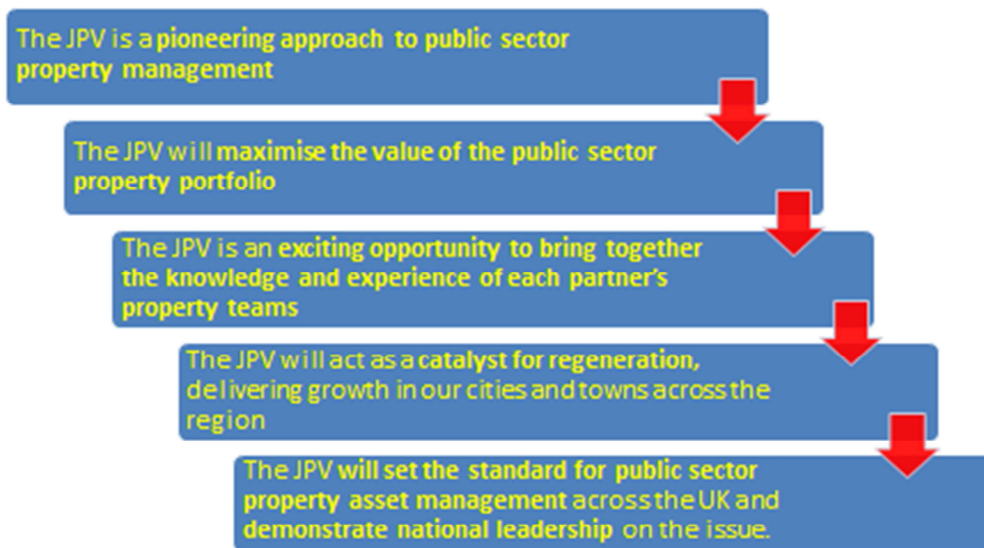 The JPV is a pioneering approach to public sector
property management
The JPV will maximise the value of the public sector
property portfolio
The JPV is an exciting opportunity to bring together
the knowledge and experience of each partner's
property teams
The JPV will act as a catalyst for regeneration,
delivering growth in our cities and towns across the
region
The JPV will set the standard for public sector
property asset management across the UK and
demonstrate national leadership on the issue.